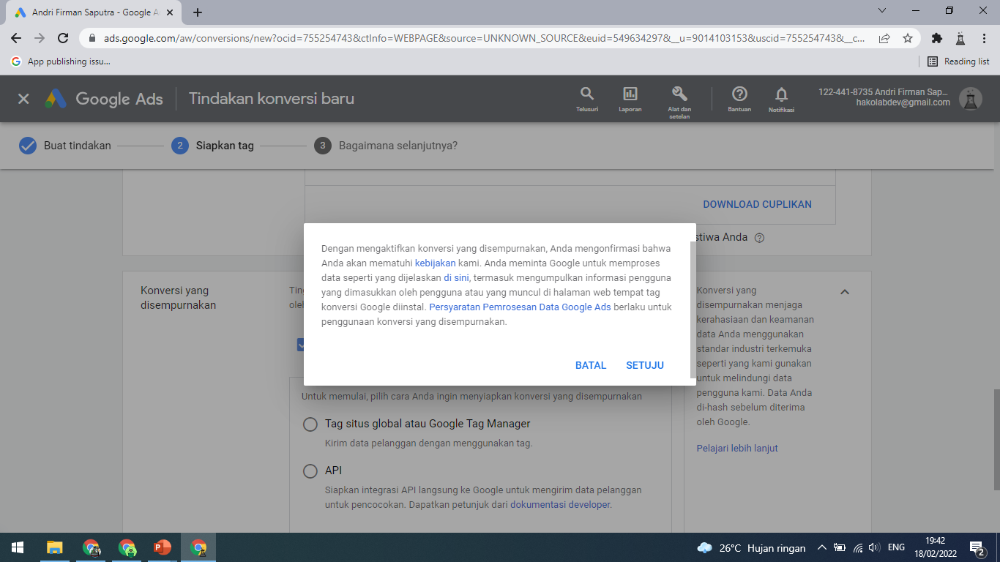 Andri Firman Saputra - Google A
ads.google.com/aw/conversions/new?ocid=755254743&ctInfo=WEBPAGE&source=UNKNOWN_SOURCE&euid=549634297&__u=9014103153&uscid=755254743&__c...
App publishing issu...
Reading list
Google Ads
Tindakan konversi baru
Telusuri
Laporan
Alat dan
setelan
Bantuan
Notifikasi
122-441-8735 Andri Firman Sap...
hakolabdev@gmail.com
Buat tindakan
2 Siapkan tag
3 Bagaimana selanjutnya?
DOWNLOAD CUPLIKAN
stiwa Anda
Dengan mengaktifkan konversi yang disempurnakan, Anda mengonfirmasi bahwa
Anda akan mematuhi kebijakan kami. Anda meminta Google untuk memproses
data seperti yang dijelaskan di sini, termasuk mengumpulkan informasi pengguna
yang dimasukkan oleh pengguna atau yang muncul di halaman web tempat tag
konversi Google diinstal. Persyaratan Pemrosesan Data Google Ads berlaku untuk
penggunaan konversi yang disempurnakan.
BATAL
SETUJU
Konversi yang
disempurnakan
Tin
ole
Untuk memulai, pilih cara Anda ingin menyiapkan konversi yang disempurnakan
Tag situs global atau Google Tag Manager
Kirim data pelanggan dengan menggunakan tag.
API
Siapkan integrasi API langsung ke Google untuk mengirim data pelanggan
untuk pencocokan. Dapatkan petunjuk dari dokumentasi developer.
Konversi yang
disempurnakan menjaga
kerahasiaan dan keamanan
data Anda menggunakan
standar industri terkemuka
seperti yang kami gunakan
untuk melindungi data
pengguna kami. Data Anda
di-hash sebelum diterima
oleh Google.
Pelajari lebih lanjut
26°C Hujan ringan
ENG
19:42
18/02/2022
2